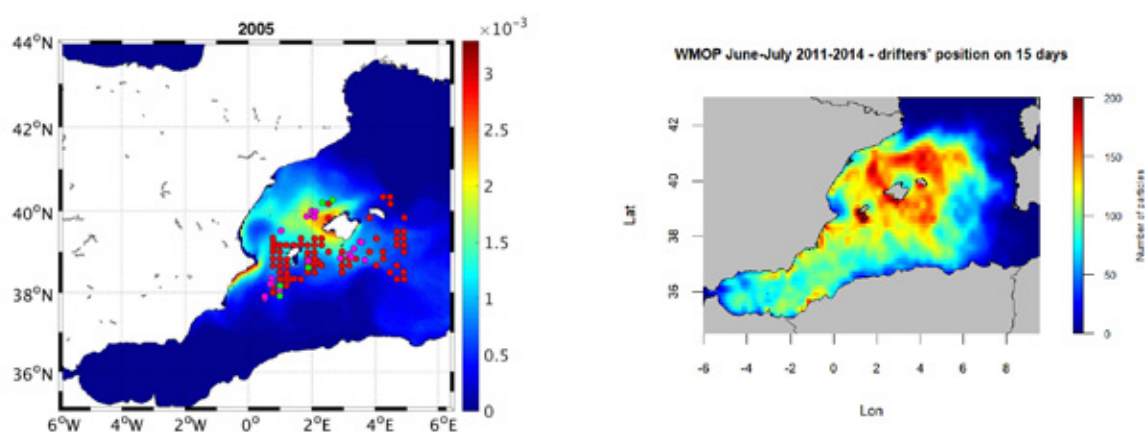 2005
×10⁻³
44°N
42°N
40°N
38°N
36°N
6°W 4°W 2°W 0° 2°E 4°E 6°E
3
2.5
2
1.5
1
0.5
0
WMOP June-July 2011-2014 - drifters' position on 15 days
Lat
42
40
38
36
-6 -4 -2 0 2 4 6 8
Lon
200
150
100
50
0
Number of particles